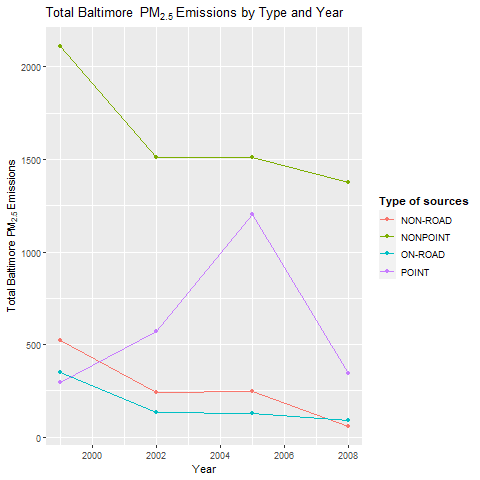 Total Baltimore PM2.5 Emissions by Type and Year
Total Baltimore PM2.5 Emissions
2000
1500
1000
500
0
2000 2002 2004 2006 2008
Year
Type of sources
NON-ROAD
NONPOINT
ON-ROAD
POINT